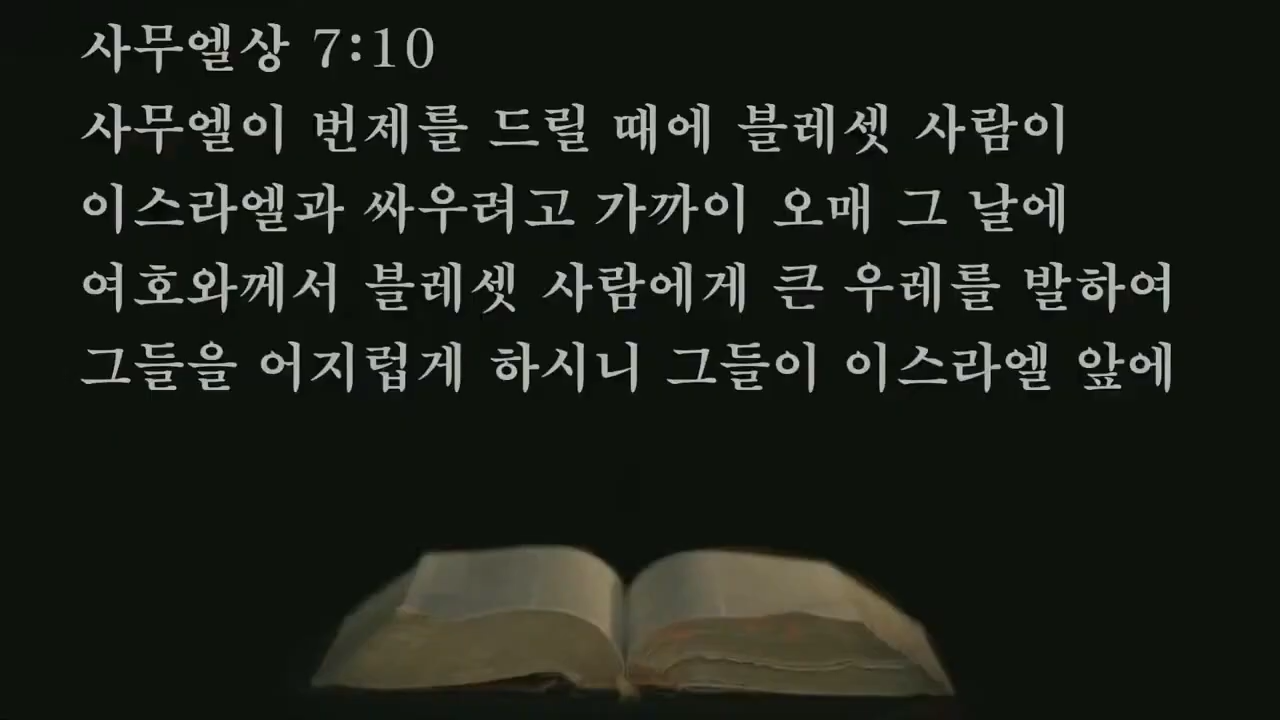 사무엘상 7:10
사무엘이 번제를 드릴 때에 블레셋 사람이
이스라엘과 싸우려고 가까이 오매 그 날에
여호와께서 블레셋 사람에게 큰 우레를 발하여
그들을 어지럽게 하시니 그들이 이스라엘 앞에